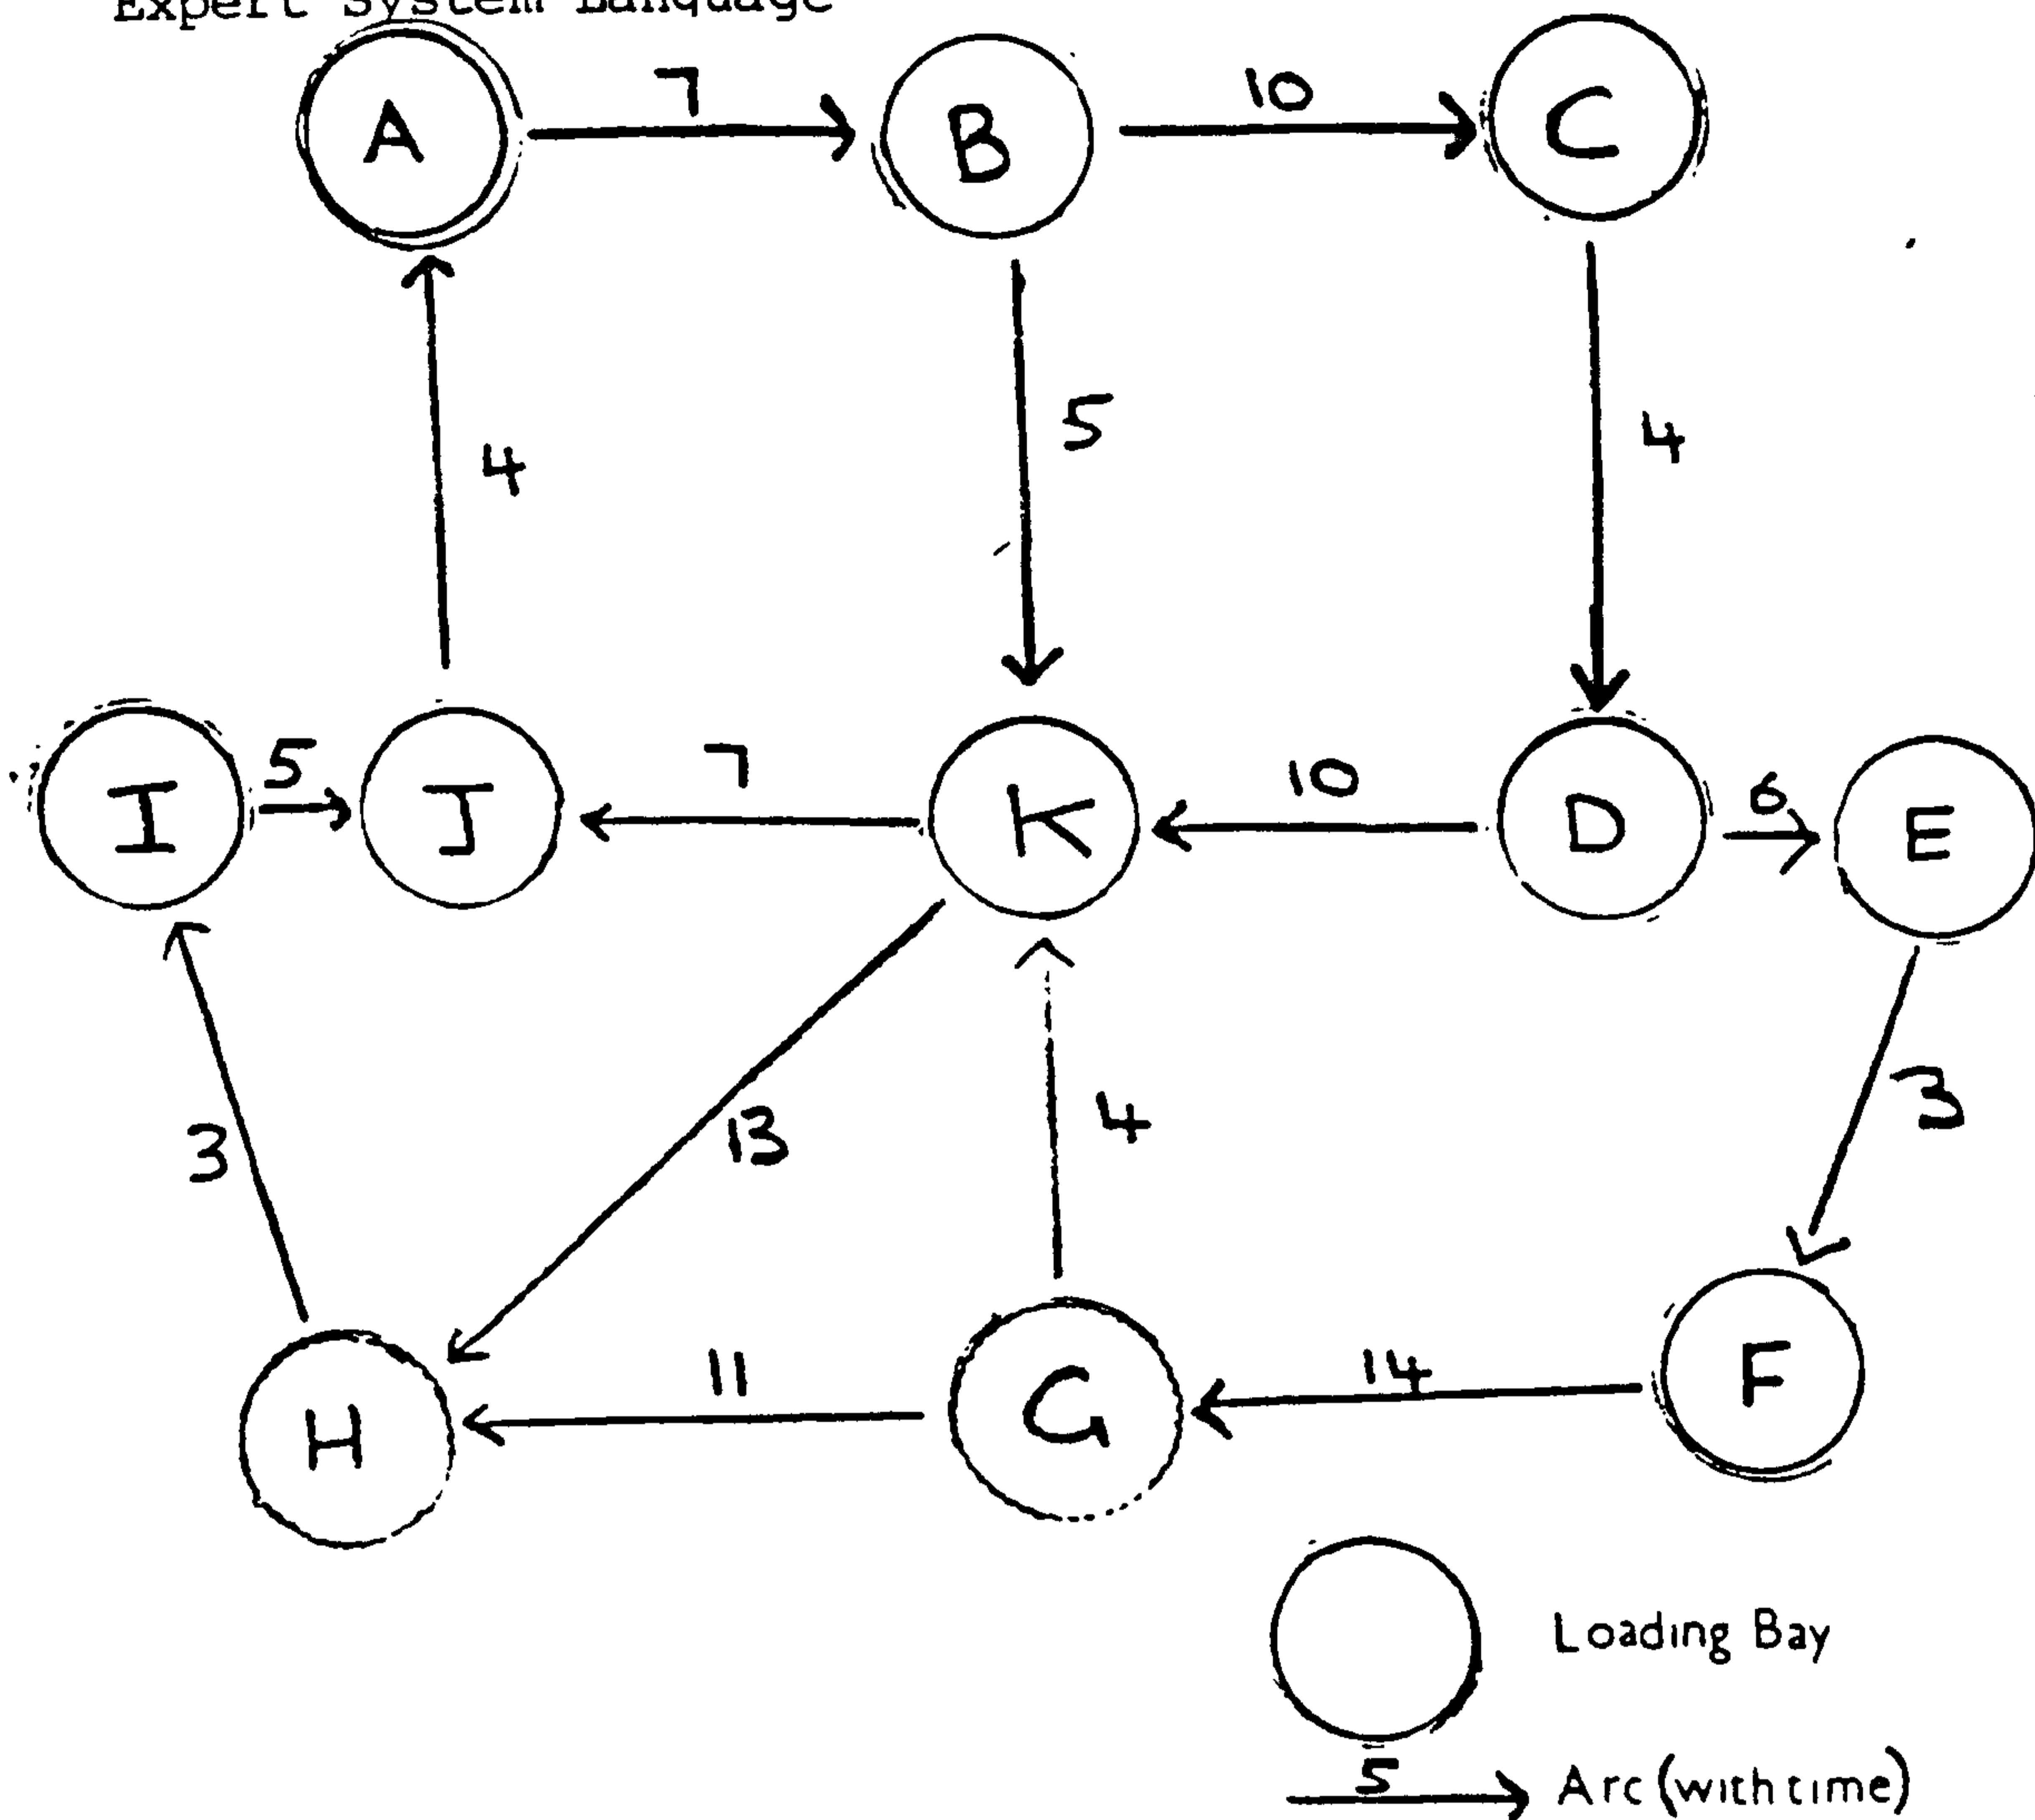 Expert System Language
A 7 B 10 C
4 5 4
I 5 J 7 K 10 D 6 E
3 13 4 3
H 11 G 14 F
Loading Bay
5 Arc (with time)